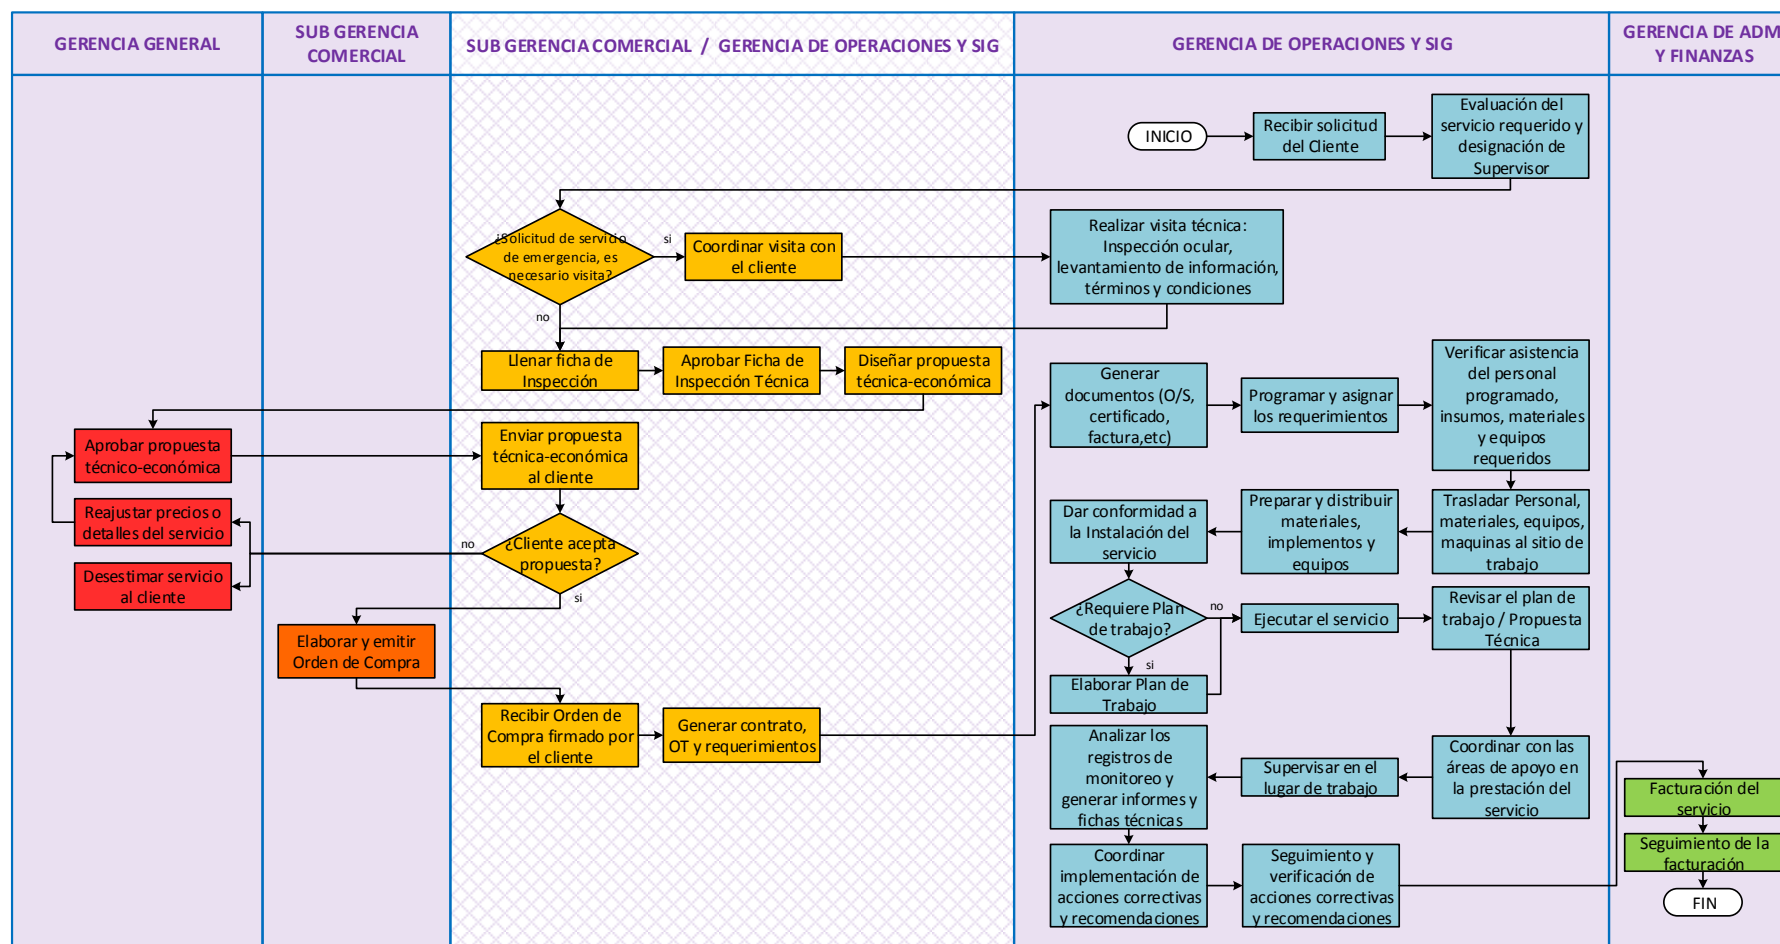 GERENCIA GENERAL
SUB GERENCIA
COMERCIAL
SUB GERENCIA COMERCIAL / GERENCIA DE OPERACIONES Y SIG
GERENCIA DE OPERACIONES Y SIG
GERENCIA DE ADM
Y FINANZAS
INICIO
Recibir solicitud
del Cliente
Evaluación del
servicio requerido y
designación de
Supervisor
¿Solicitud de servicio
de emergencia, es
necesario visita?
si
no
Coordinar visita con
el cliente
Realizar visita técnica:
Inspección ocular,
levantamiento de información,
términos y condiciones
Llenar ficha de
Inspección
Aprobar Ficha de
Inspección Técnica
Diseñar propuesta
técnica-económica
Aprobar propuesta
técnico-económica
Enviar propuesta
técnica-económica
al cliente
Reajustar precios o
detalles del servicio
Desestimar servicio
al cliente
¿Cliente acepta
propuesta?
no
si
Elaborar y emitir
Orden de Compra
Recibir Orden de
Compra firmado por
el cliente
Generar contrato,
OT y requerimientos
Generar
documentos (O/S,
certificado,
factura,etc)
Programar y asignar
los requerimientos
Verificar asistencia
del personal
programado,
insumos, materiales
y equipos
requeridos
Trasladar Personal,
materiales, equipos,
maquinas al sitio de
trabajo
Preparar y distribuir
materiales,
implementos y
equipos
Dar conformidad a
la Instalación del
servicio
¿Requiere Plan
de trabajo?
no
si
Elaborar Plan de
Trabajo
Ejecutar el servicio
Revisar el plan de
trabajo / Propuesta
Técnica
Coordinar con las
áreas de apoyo en
la prestación del
servicio
Supervisar en el
lugar de trabajo
Analizar los
registros de
monitoreo y
generar informes y
fichas técnicas
Coordinar
implementación de
acciones correctivas
y recomendaciones
Seguimiento y
verificación de
acciones correctivas
y recomendaciones
Facturación del
servicio
Seguimiento de la
facturación
FIN